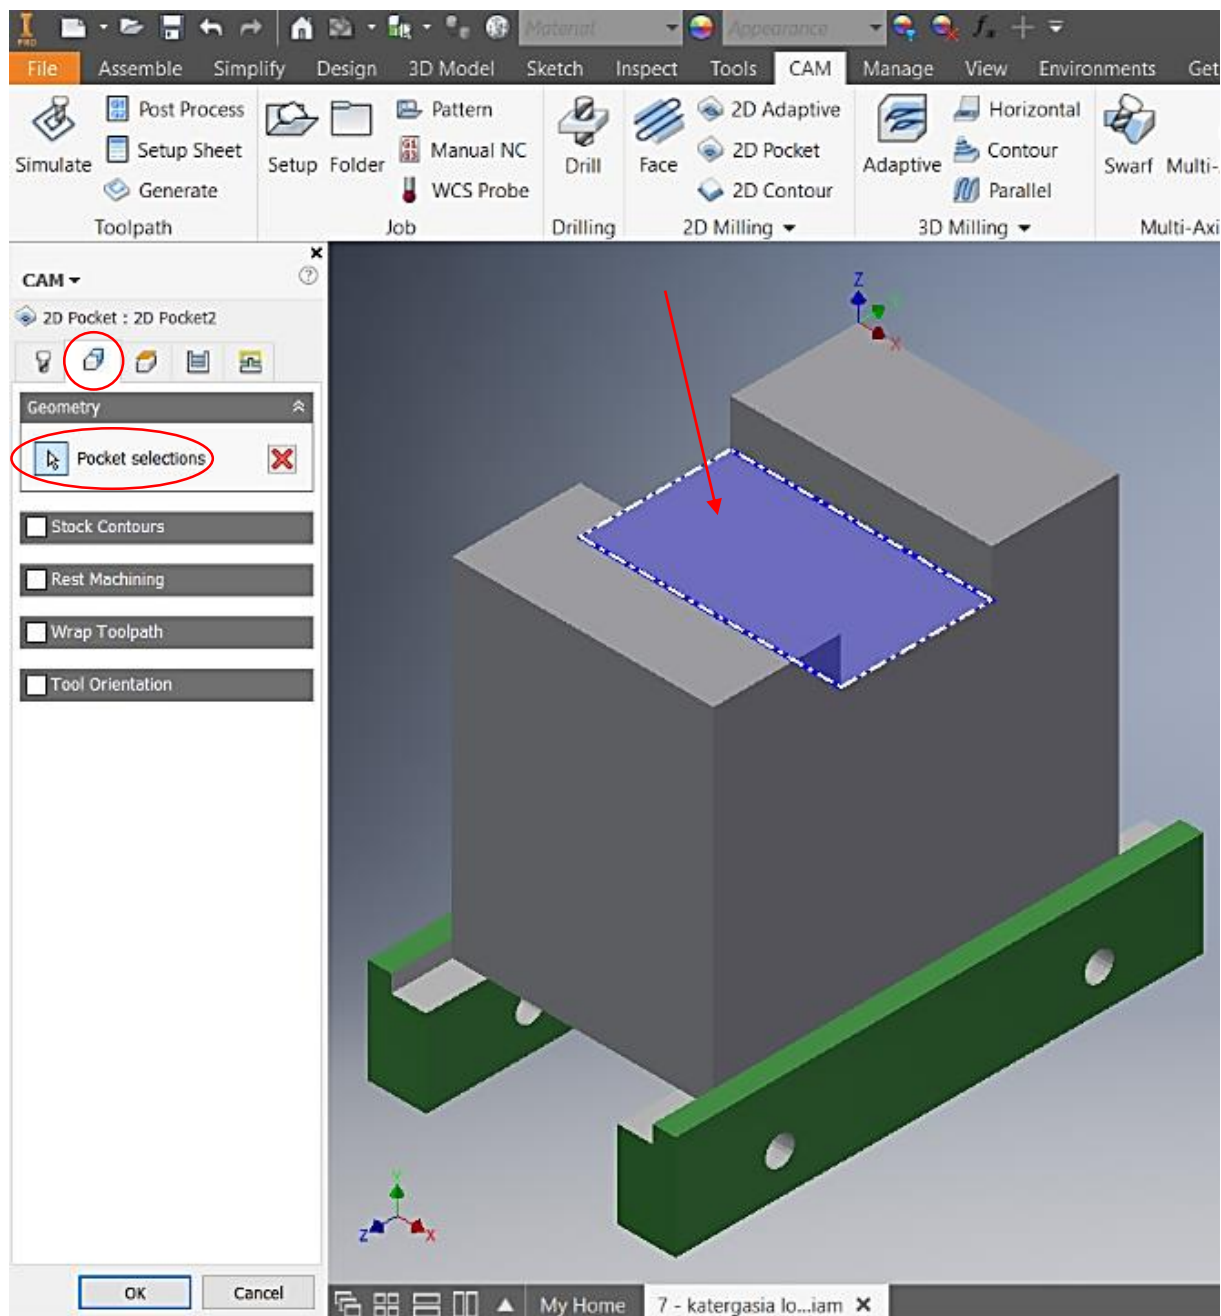 PRO
Material
Appearance
File Assemble Simplify Design 3D Model Sketch Inspect Tools CAM Manage View Environments Get
Simulate
Post Process
Setup Sheet
Generate
Toolpath
Setup
Folder
Pattern
Manual NC
WCS Probe
Job
Drill
Drilling
Face
2D Adaptive
2D Pocket
2D Contour
2D Milling
Adaptive
Horizontal
Contour
Parallel
3D Milling
Swarf
Multi-
Multi-Axi
CAM
2D Pocket : 2D Pocket2
Geometry
Pocket selections
Stock Contours
Rest Machining
Wrap Toolpath
Tool Orientation
OK Cancel
Z
X
Y
Z
X
My Home
7 - katergasia lo...iam